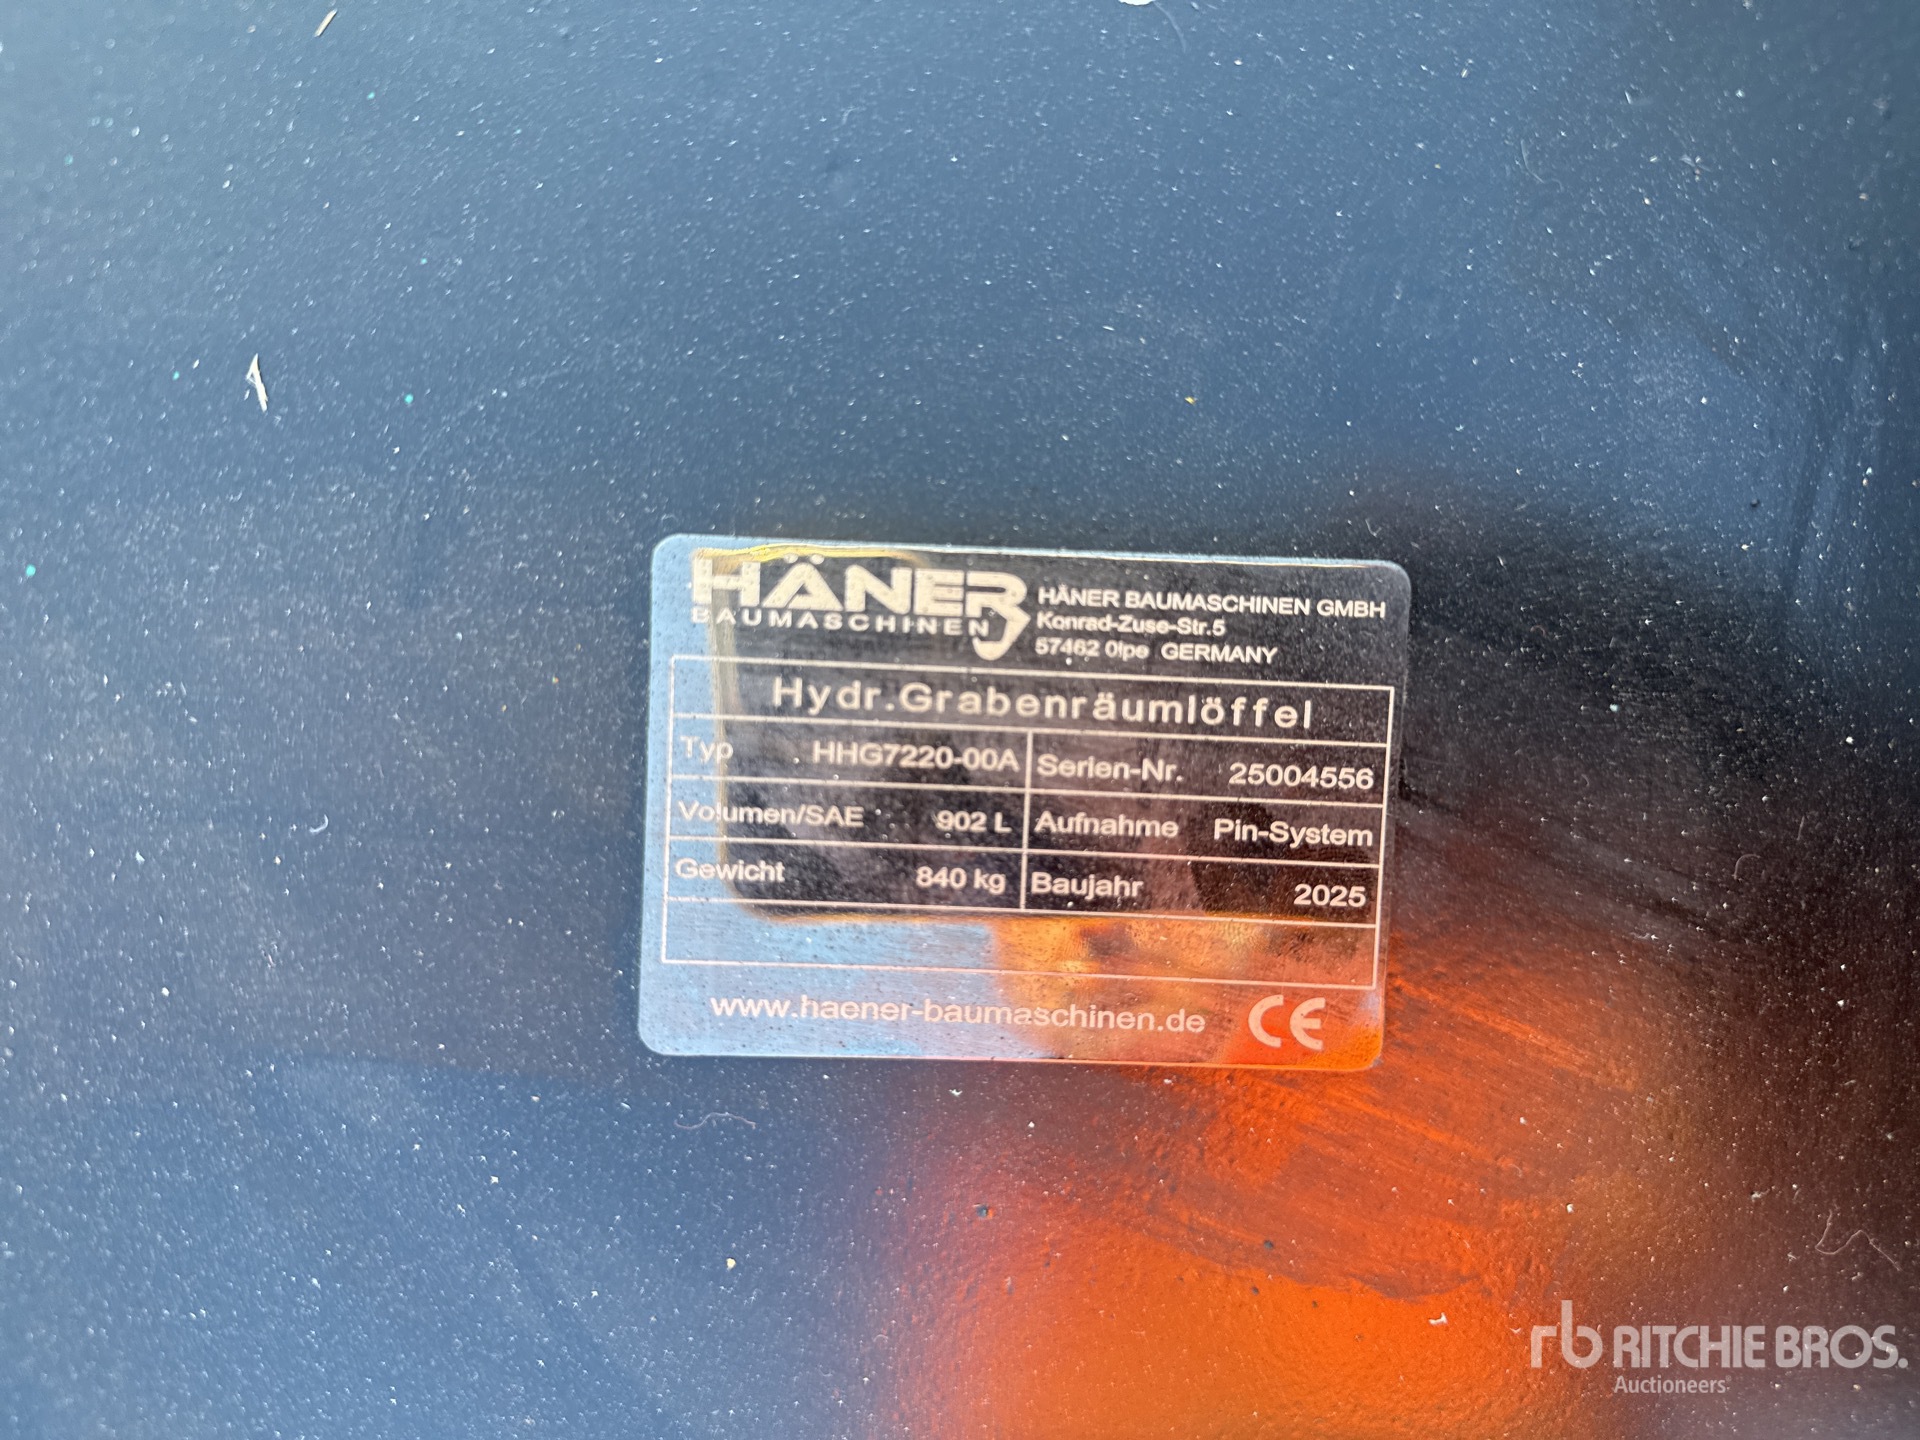 HÄNER
BAUMASCHINEN
HÄNER BAUMASCHINEN GMBH
Konrad-Zuse-Str.5
57462 Olpe GERMANY
Hydr.Grabenräumlöffel
Typ HHG7220-00A Serien-Nr. 25004556
Volumen/SAE 902 L Aufnahme Pin-System
Gewicht 840 kg Baujahr 2025
www.haener-baumaschinen.de CE
rb RITCHIE BROS.
Auctioneers